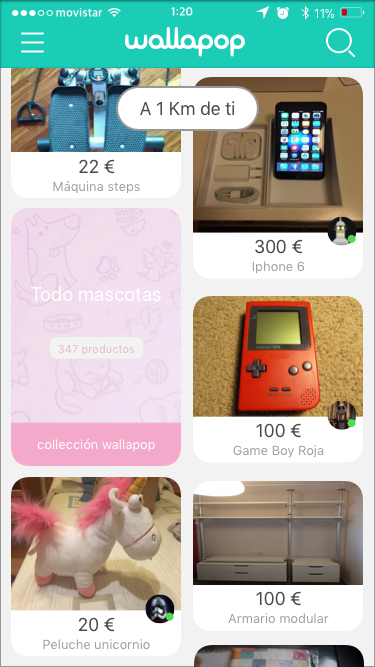 movistar
1:20
11%
wallapop
A 1 Km de ti
22 €
Máquina steps
300 €
Iphone 6
Todo mascotas
347 productos
collección wallapop
100 €
Game Boy Roja
20 €
Peluche unicornio
100 €
Armario modular